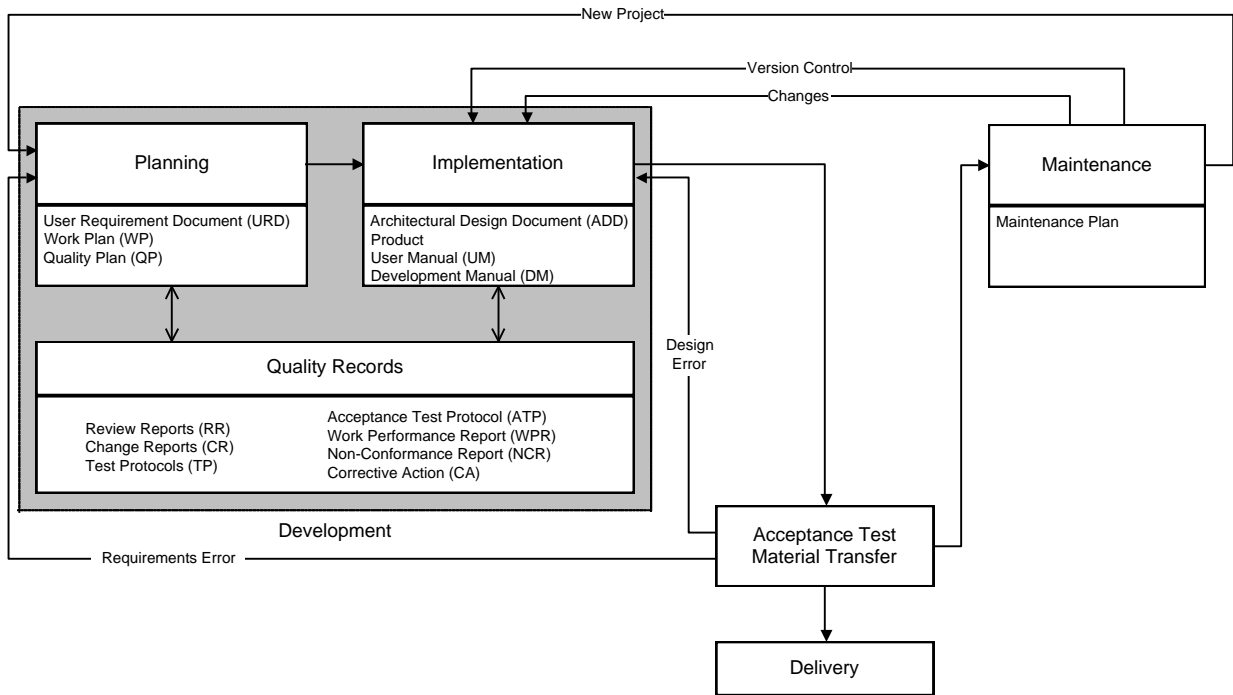 New Project
Version Control
Changes
Planning
User Requirement Document (URD)
Work Plan (WP)
Quality Plan (QP)
Implementation
Architectural Design Document (ADD)
Product
User Manual (UM)
Development Manual (DM)
Maintenance
Maintenance Plan
Quality Records
Review Reports (RR)
Change Reports (CR)
Test Protocols (TP)
Acceptance Test Protocol (ATP)
Work Performance Report (WPR)
Non-Conformance Report (NCR)
Corrective Action (CA)
Design
Error
Development
Requirements Error
Acceptance Test
Material Transfer
Delivery